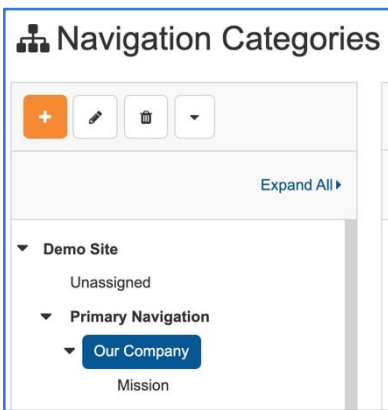 Navigation Categories
Expand All
Demo Site
Unassigned
Primary Navigation
Our Company
Mission